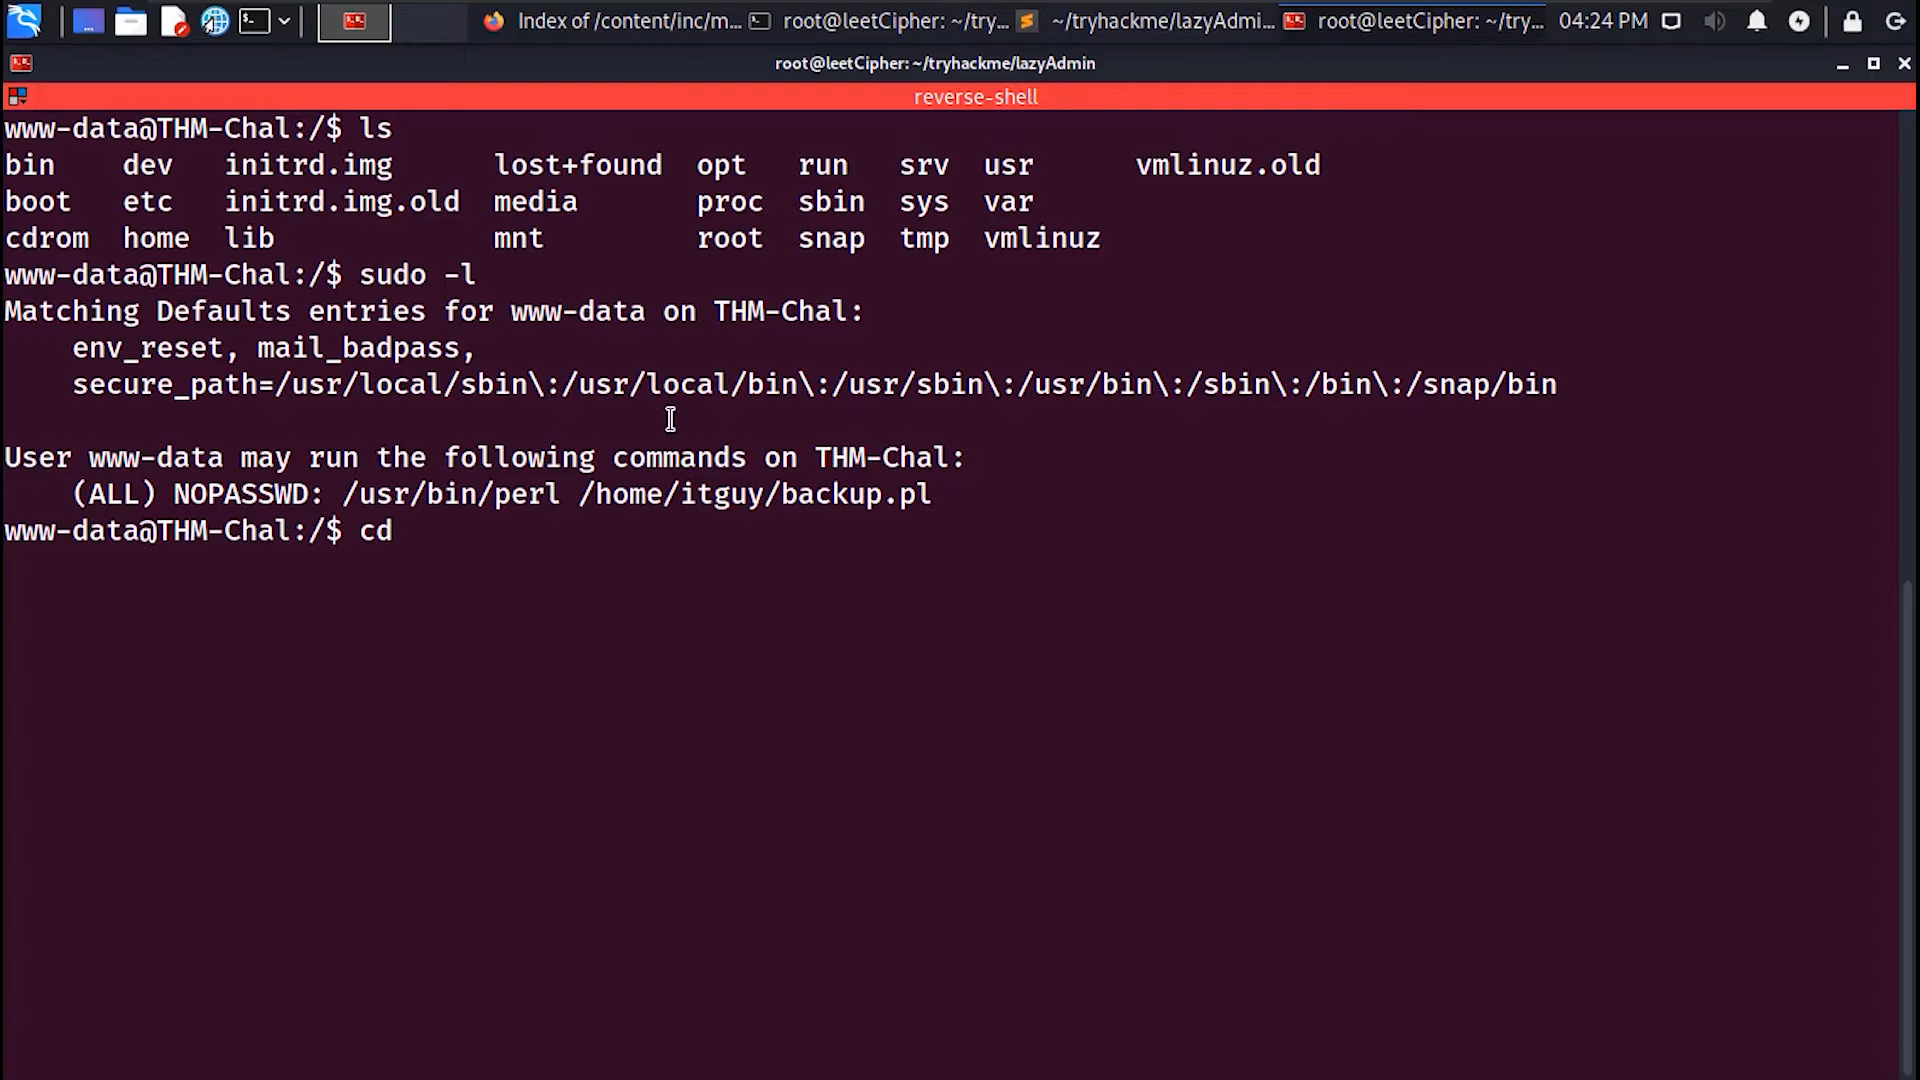 Index of /content/inc/m...
root@leetCipher: ~/try...
~/tryhackme/lazyAdmi...
root@leetCipher: ~/try...
04:24 PM
root@leetCipher: ~/tryhackme/lazyAdmin
reverse-shell
www-data@THM-Chal:/$ ls
bin    dev   initrd.img      lost+found  opt   run   srv  usr      vmlinuz.old
boot   etc   initrd.img.old  media       proc  sbin  sys  var
cdrom  home  lib             mnt         root  snap  tmp  vmlinuz
www-data@THM-Chal:/$ sudo -l
Matching Defaults entries for www-data on THM-Chal:
    env_reset, mail_badpass,
    secure_path=/usr/local/sbin\:/usr/local/bin\:/usr/sbin\:/usr/bin\:/sbin\:/bin\:/snap/bin
User www-data may run the following commands on THM-Chal:
    (ALL) NOPASSWD: /usr/bin/perl /home/itguy/backup.pl
www-data@THM-Chal:/$ cd